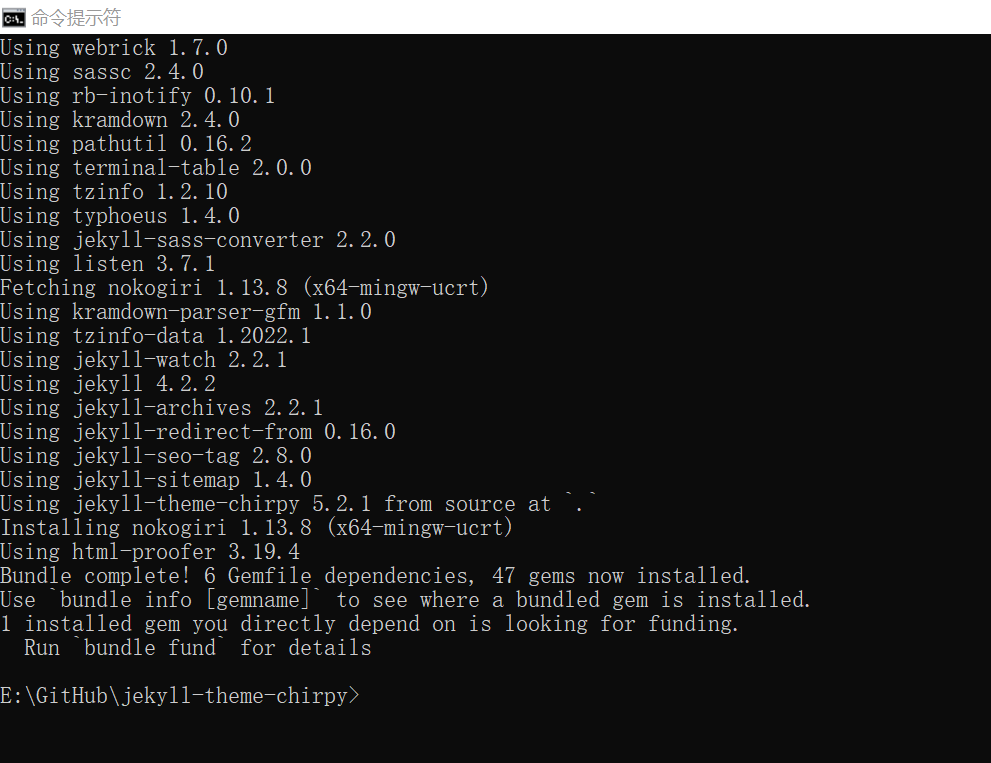 命令提示符
Using webrick 1.7.0
Using sassc 2.4.0
Using rb-inotify 0.10.1
Using kramdown 2.4.0
Using pathutil 0.16.2
Using terminal-table 2.0.0
Using tzinfo 1.2.10
Using typhoeus 1.4.0
Using jekyll-sass-converter 2.2.0
Using listen 3.7.1
Fetching nokogiri 1.13.8 (x64-mingw-ucrt)
Using kramdown-parser-gfm 1.1.0
Using tzinfo-data 1.2022.1
Using jekyll-watch 2.2.1
Using jekyll 4.2.2
Using jekyll-archives 2.2.1
Using jekyll-redirect-from 0.16.0
Using jekyll-seo-tag 2.8.0
Using jekyll-sitemap 1.4.0
Using jekyll-theme-chirpy 5.2.1 from source at `.`
Installing nokogiri 1.13.8 (x64-mingw-ucrt)
Using html-proofer 3.19.4
Bundle complete! 6 Gemfile dependencies, 47 gems now installed.
Use `bundle info [gemname]` to see where a bundled gem is installed.
1 installed gem you directly depend on is looking for funding.
  Run `bundle fund` for details
E:\GitHub\jekyll-theme-chirpy>